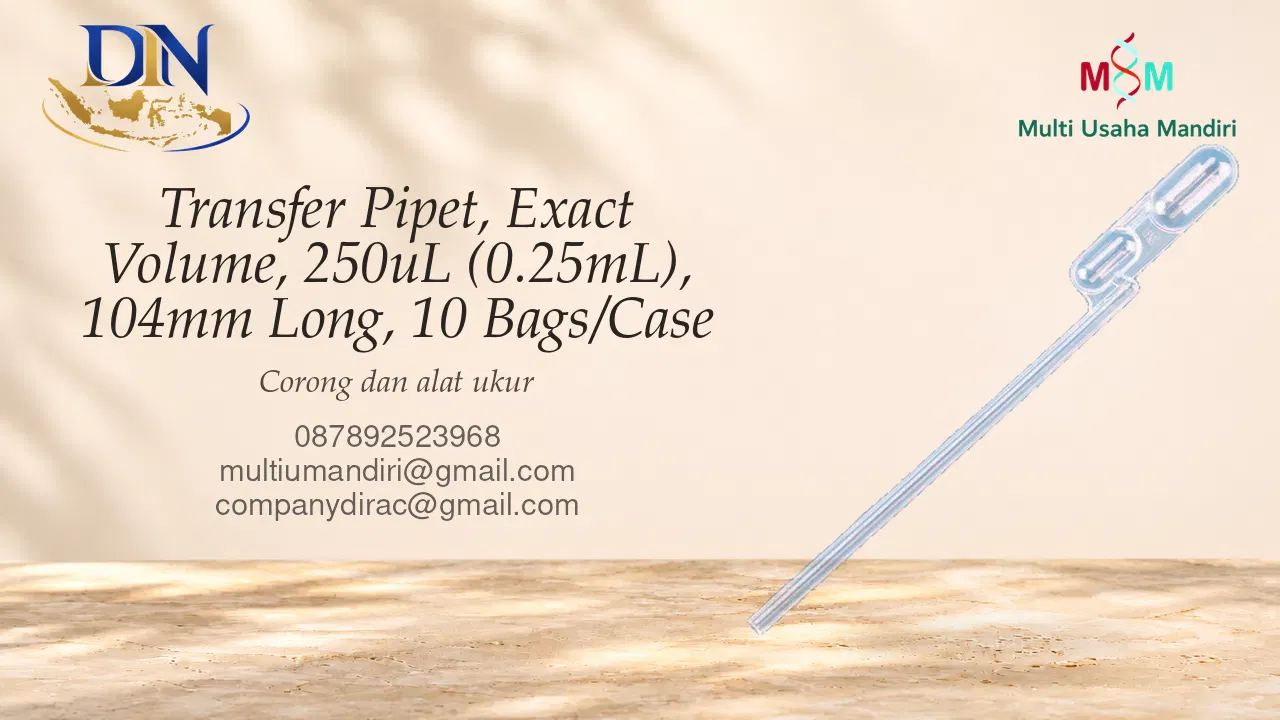 DIN
M M
Multi Usaha Mandiri
Transfer Pipet, Exact
Volume, 250uL (0.25mL),
104mm Long, 10 Bags/Case
Corong dan alat ukur
087892523968
multiumandiri@gmail.com
companydirac@gmail.com